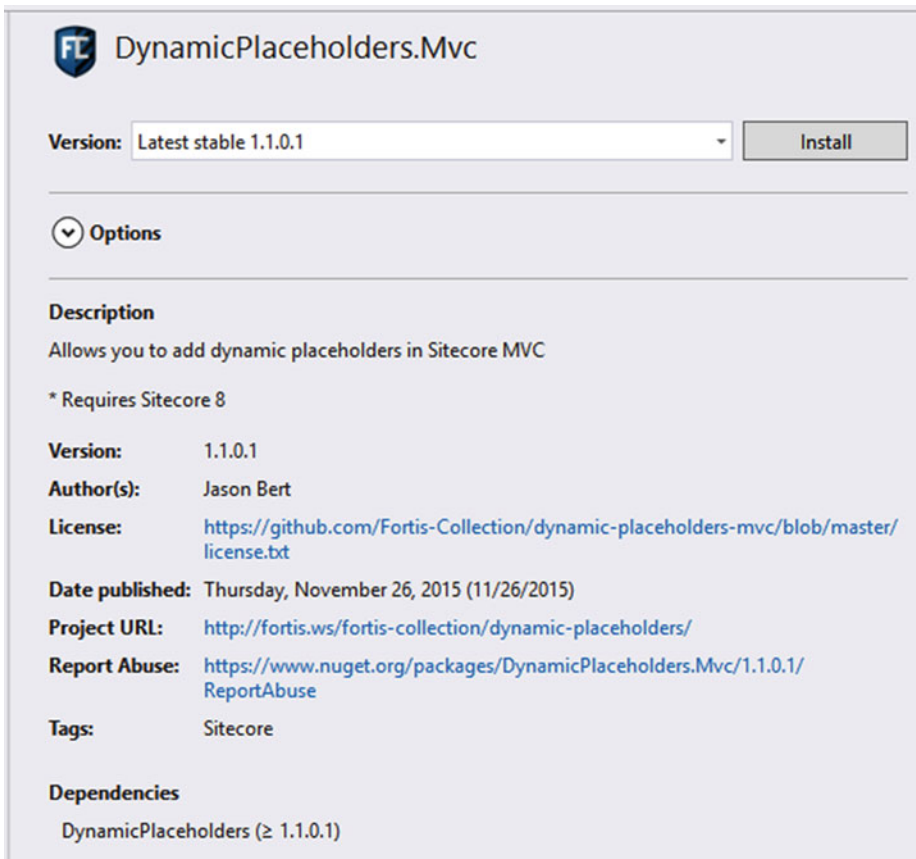 FC
DynamicPlaceholders.Mvc
Version: Latest stable 1.1.0.1 Install
Options
Description
Allows you to add dynamic placeholders in Sitecore MVC
* Requires Sitecore 8
Version: 1.1.0.1
Author(s): Jason Bert
License: https://github.com/Fortis-Collection/dynamic-placeholders-mvc/blob/master/
license.txt
Date published: Thursday, November 26, 2015 (11/26/2015)
Project URL: http://fortis.ws/fortis-collection/dynamic-placeholders/
Report Abuse: https://www.nuget.org/packages/DynamicPlaceholders.Mvc/1.1.0.1/
ReportAbuse
Tags: Sitecore
Dependencies
DynamicPlaceholders (≥ 1.1.0.1)